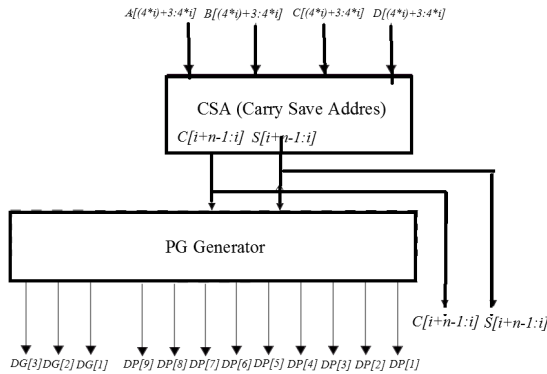 A[(4*i)+3:4*i] B[(4*i)+3:4*i] C[(4*i)+3:4*i] D[(4*i)+3:4*i]
CSA (Carry Save Addres)
C[i+n-1:i] S[i+n-1:i]
PG Generator
C[i+n-1:i] S[i+n-1:i]
DG[3] DG[2] DG[1] DP[9] DP[8] DP[7] DP[6] DP[5] DP[4] DP[3] DP[2] DP[1]